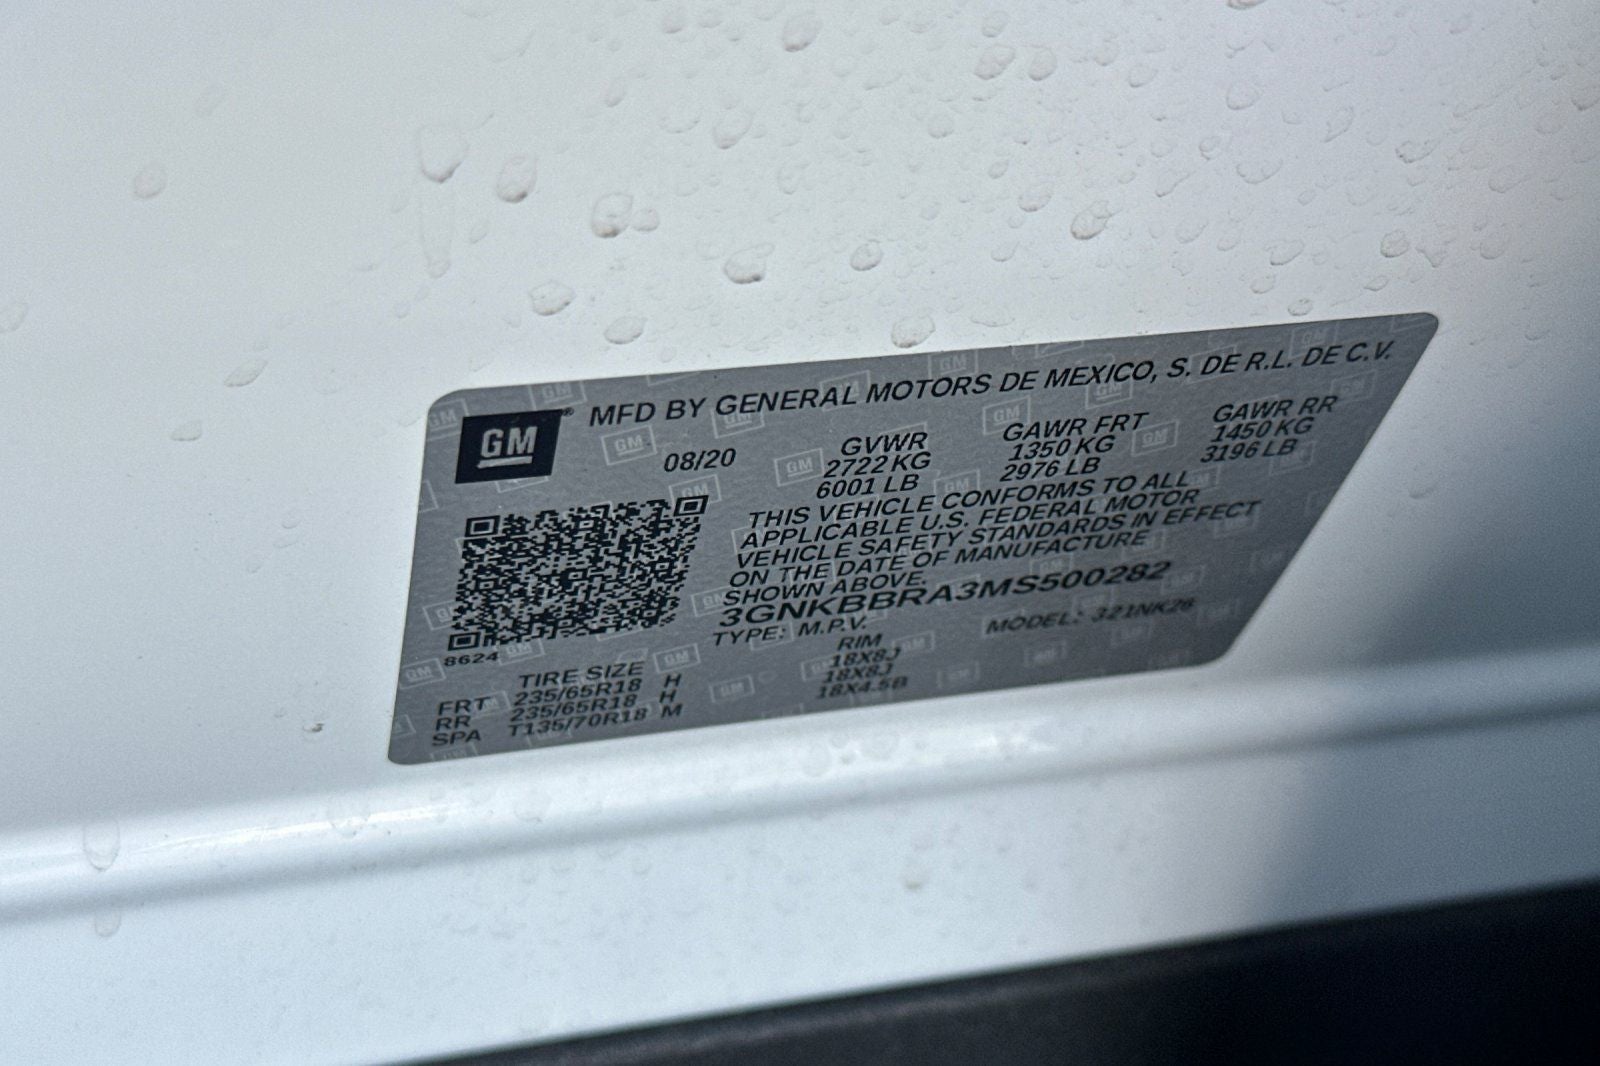 GM
MFD BY GENERAL MOTORS DE MEXICO, S. DE R.L. DE C.V.
08/20 GVWR GAWR FRT GAWR RR
2722 KG 1350 KG 1450 KG
6001 LB 2976 LB 3196 LB
THIS VEHICLE CONFORMS TO ALL
APPLICABLE U.S. FEDERAL MOTOR
VEHICLE SAFETY STANDARDS IN EFFECT
ON THE DATE OF MANUFACTURE
SHOWN ABOVE.
3GNKBBRA3MS500282
TYPE: M.P.V. MODEL: 321NK26
8624
TIRE SIZE RIM
FRT 235/65R18 H 18X8J
RR 235/65R18 H 18X8J
SPA T135/70R18 M 18X4.5B